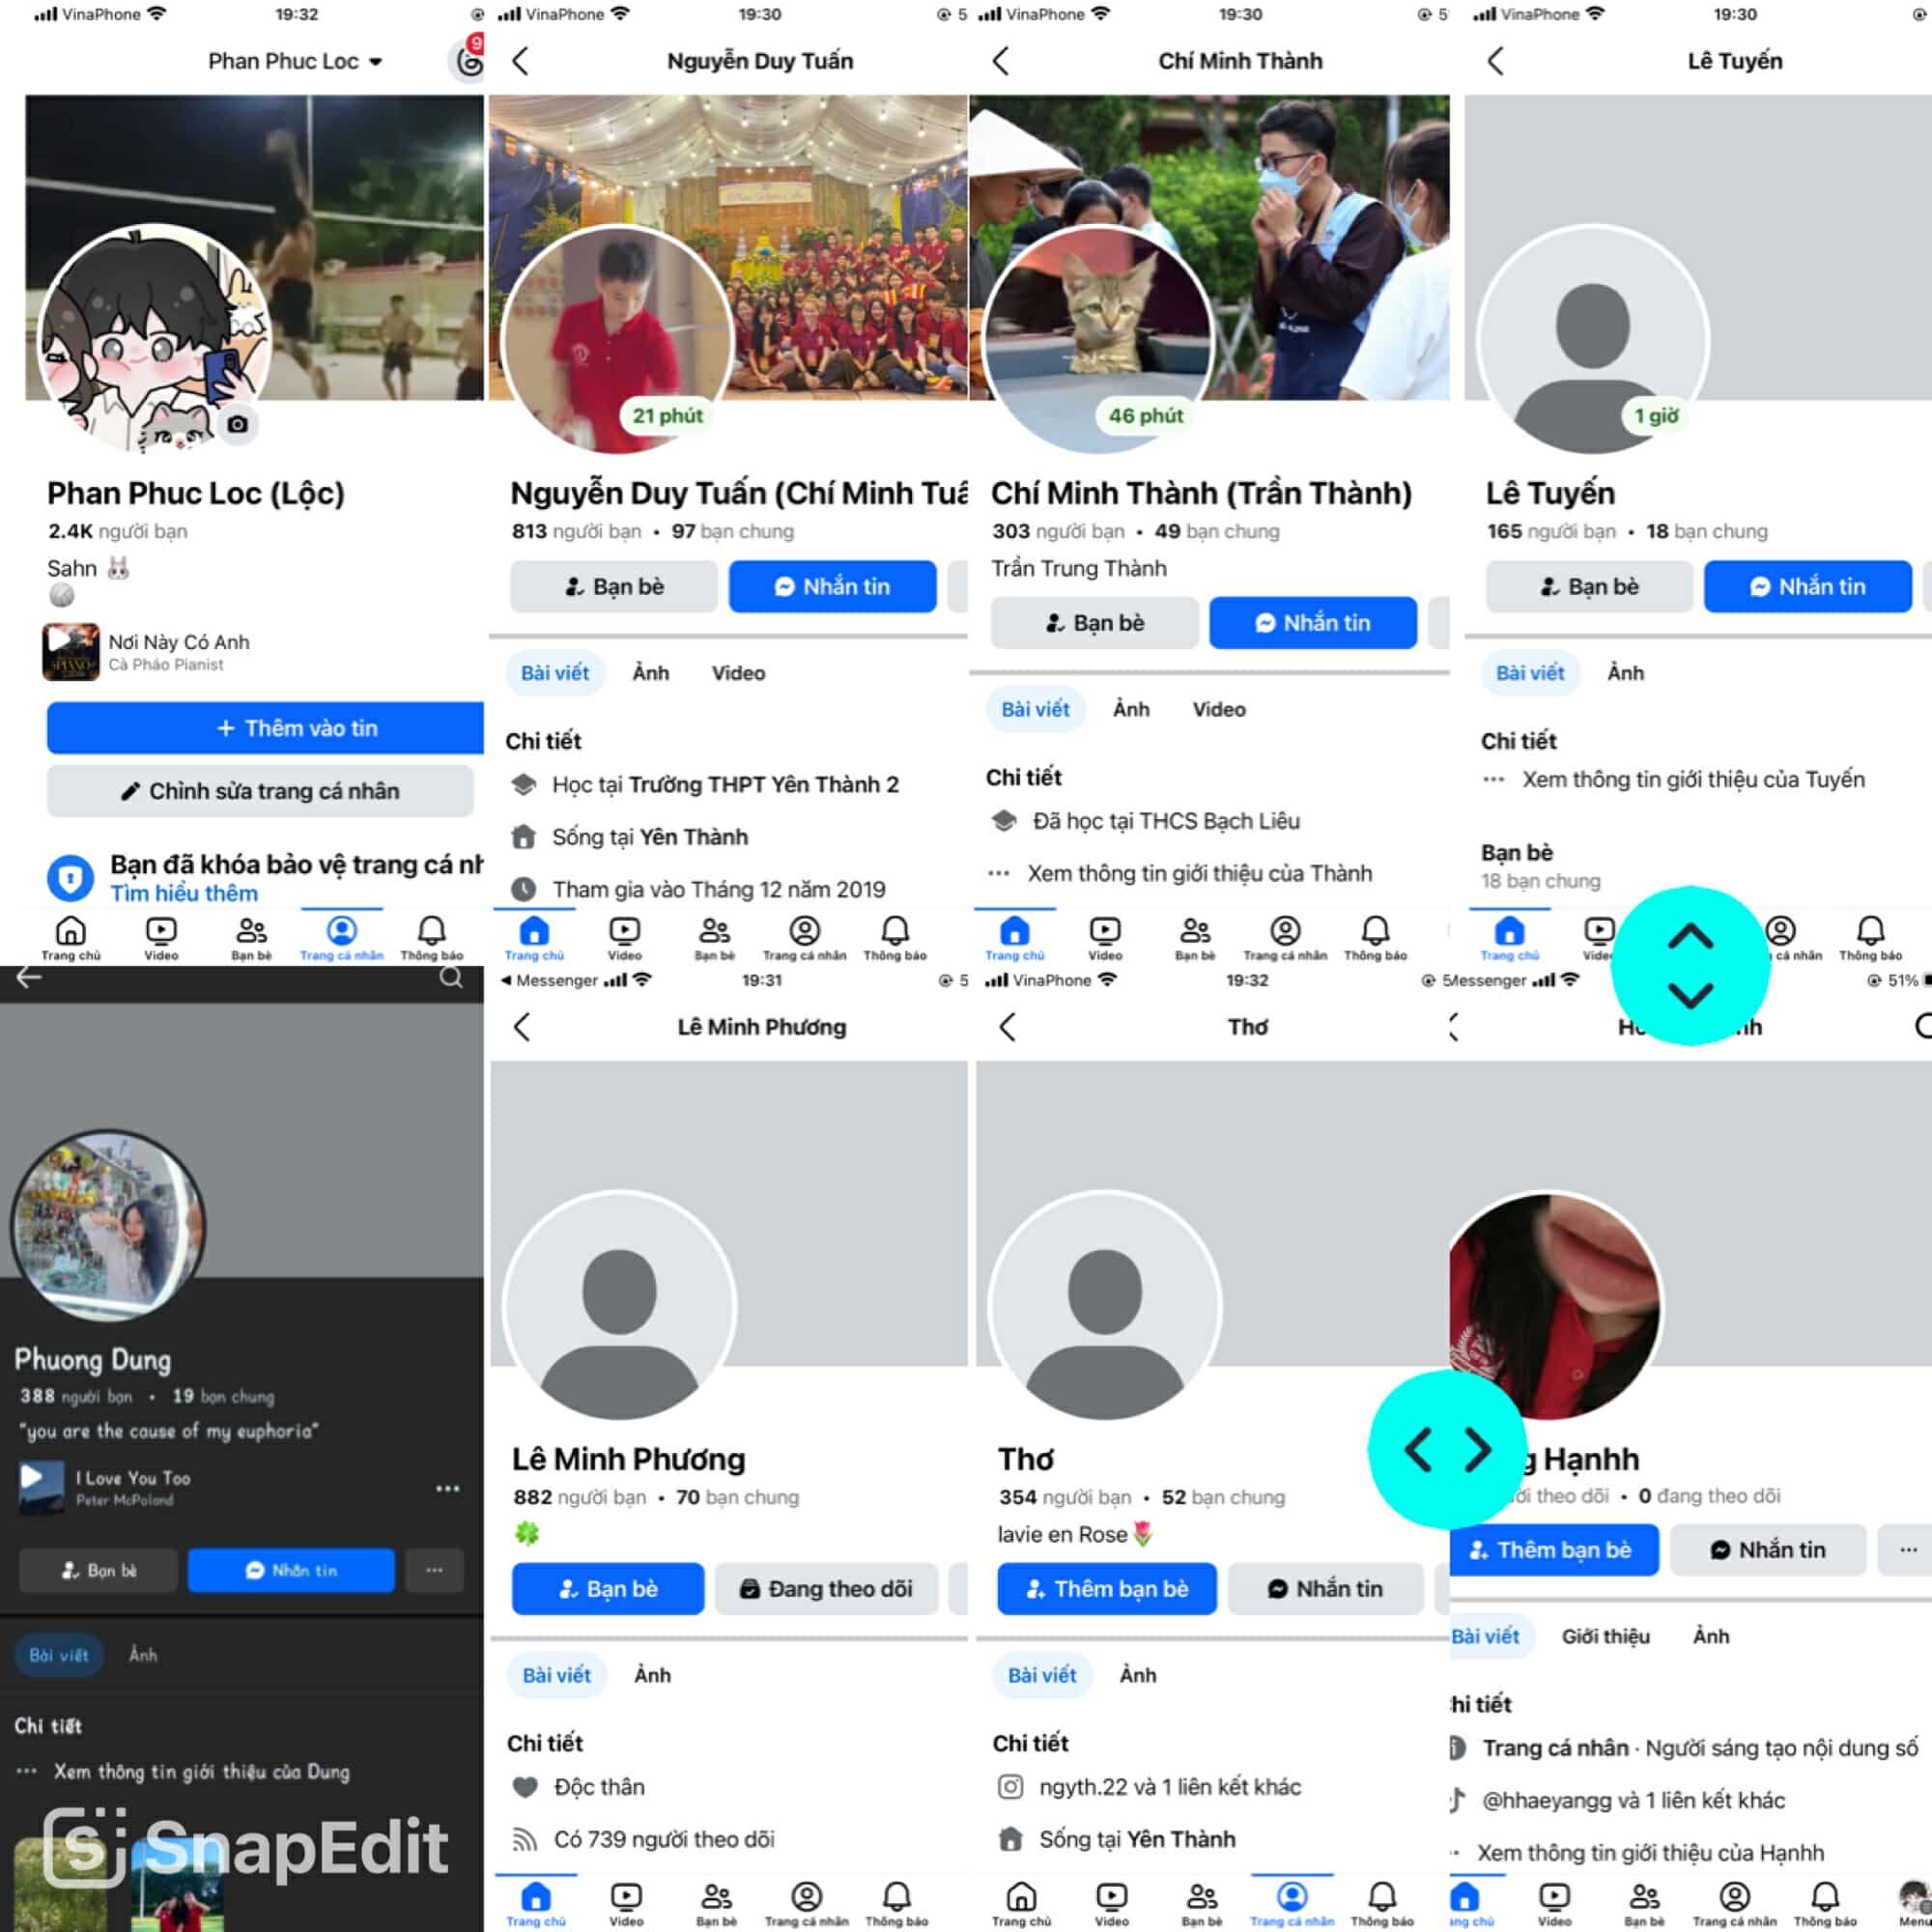 VinaPhone 19:32
Phan Phuc Loc
9
Phan Phuc Loc (Lộc)
2.4K người bạn
Sahn
Nơi Này Có Anh
Cà Pháo Pianist
+ Thêm vào tin
Chỉnh sửa trang cá nhân
Bạn đã khóa bảo vệ trang cá nh
Tìm hiểu thêm
Trang chủ Video Bạn bè Trang cá nhân Thông báo
VinaPhone 19:30 5
Nguyễn Duy Tuấn
21 phút
Nguyễn Duy Tuấn (Chí Minh Tuấ
813 người bạn • 97 bạn chung
Bạn bè Nhắn tin
Bài viết Ảnh Video
Chi tiết
Học tại Trường THPT Yên Thành 2
Sống tại Yên Thành
Tham gia vào Tháng 12 năm 2019
Trang chủ Video Bạn bè Trang cá nhân Thông báo
VinaPhone 19:30 5
Chí Minh Thành
46 phút
Chí Minh Thành (Trần Thành)
303 người bạn • 49 bạn chung
Trần Trung Thành
Bạn bè Nhắn tin
Bài viết Ảnh Video
Chi tiết
Đã học tại THCS Bạch Liêu
Xem thông tin giới thiệu của Thành
Trang chủ Video Bạn bè Trang cá nhân Thông báo
VinaPhone 19:30
Lê Tuyến
1 giờ
Lê Tuyến
165 người bạn • 18 bạn chung
Bạn bè Nhắn tin
Bài viết Ảnh
Chi tiết
Xem thông tin giới thiệu của Tuyến
Bạn bè
18 bạn chung
Trang chủ cá nhân Thông báo
Phuong Dung
388 người bạn • 19 bạn chung
"you are the cause of my euphoria"
I Love You Too
Peter McPoland
Bạn bè Nhắn tin
Bài viết Ảnh
Chi tiết
Xem thông tin giới thiệu của Dung
SnapEdit
Messenger 19:31 5
Lê Minh Phương
Lê Minh Phương
882 người bạn • 70 bạn chung
Bạn bè Đang theo dõi
Bài viết Ảnh
Chi tiết
Độc thân
Có 739 người theo dõi
Trang chủ Video Bạn bè Trang cá nhân Thông báo
VinaPhone 19:32 5
Thơ
Thơ
354 người bạn • 52 bạn chung
lavie en Rose
Thêm bạn bè Nhắn tin
Bài viết Ảnh
Chi tiết
ngyth.22 và 1 liên kết khác
Sống tại Yên Thành
Trang chủ Video Bạn bè Trang cá nhân Thông báo
Messenger 51%
g Hạnhh
theo dõi • 0 đang theo dõi
Thêm bạn bè Nhắn tin
Bài viết Giới thiệu Ảnh
hi tiết
Trang cá nhân · Người sáng tạo nội dung số
@hhaeyangg và 1 liên kết khác
Xem thông tin giới thiệu của Hạnhh
ang chủ Video Bạn bè Trang cá nhân Thông báo Men